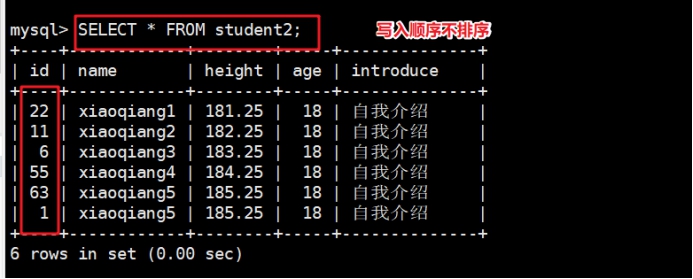 mysql> SELECT * FROM student2; 写入顺序不排序
+----+------------+--------+-----+--------------+
| id | name | height | age | introduce |
+----+------------+--------+-----+--------------+
| 22 | xiaoqiang1 | 181.25 | 18 | 自我介绍 |
| 11 | xiaoqiang2 | 182.25 | 18 | 自我介绍 |
| 6 | xiaoqiang3 | 183.25 | 18 | 自我介绍 |
| 55 | xiaoqiang4 | 184.25 | 18 | 自我介绍 |
| 63 | xiaoqiang5 | 185.25 | 18 | 自我介绍 |
| 1 | xiaoqiang5 | 185.25 | 18 | 自我介绍 |
+----+------------+--------+-----+--------------+
6 rows in set (0.00 sec)